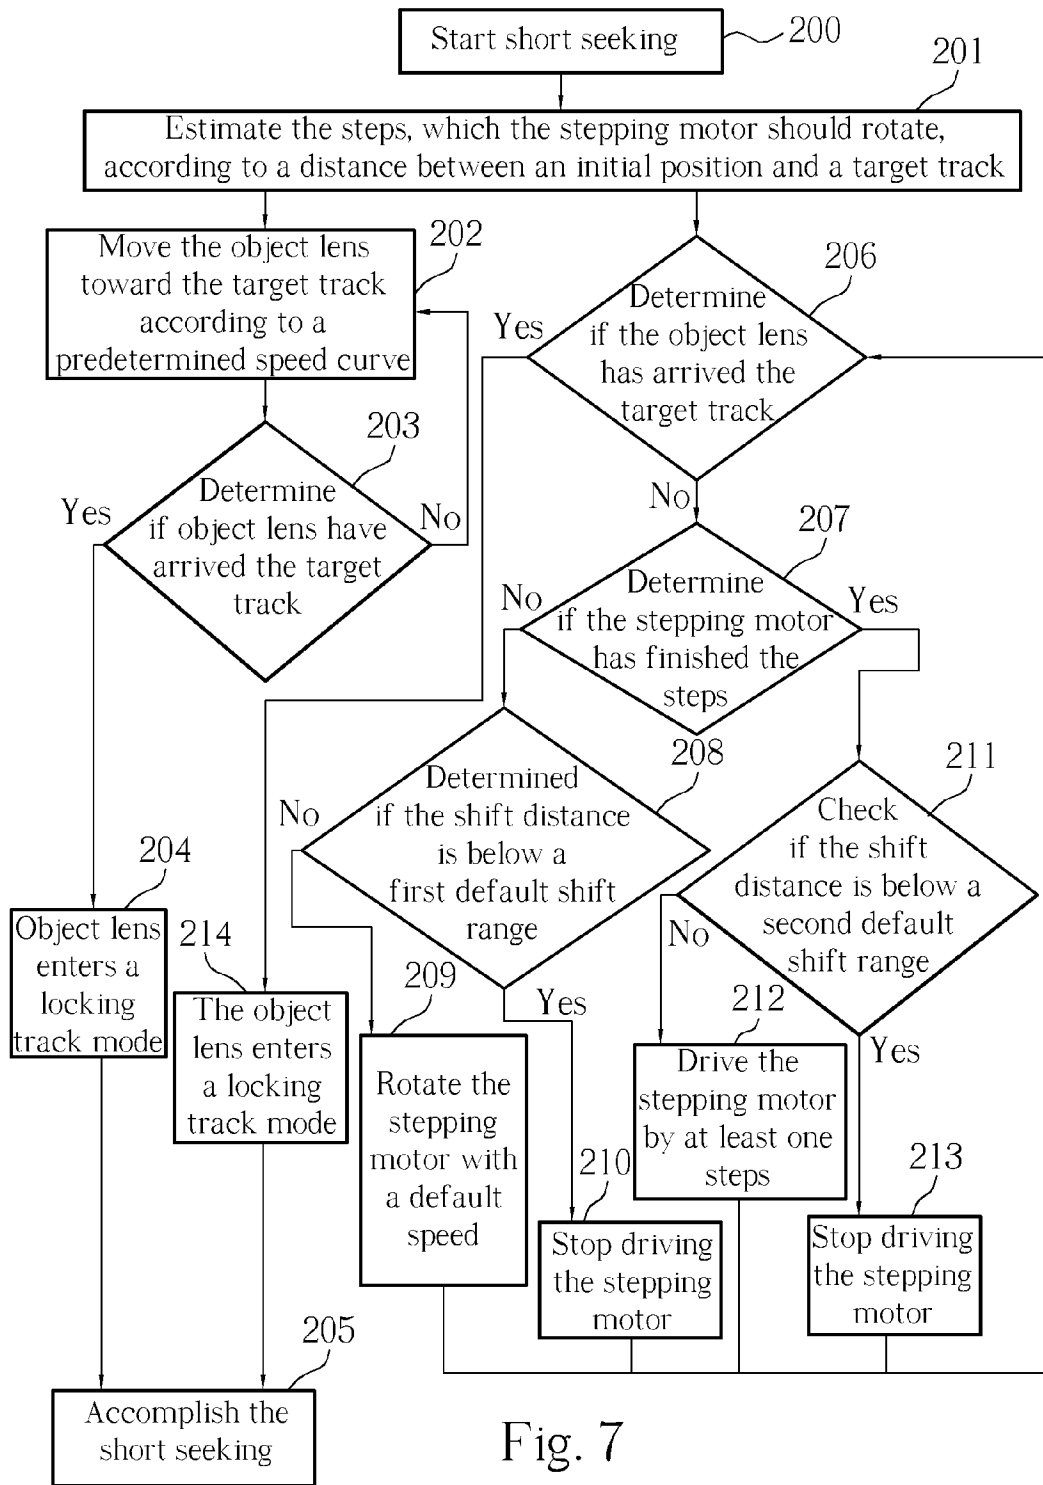 Start short seeking
200
201
Estimate the steps, which the stepping motor should rotate,
according to a distance between an initial position and a target track
202
Move the object lens
toward the target track
according to a
predetermined speed curve
206
Determine
if the object lens
has arrived the
target track
Yes
No
203
Determine
if object lens have
arrived the target
track
Yes
No
207
Determine
if the stepping motor
has finished the
steps
No
Yes
208
Determined
if the shift distance
is below a
first default shift
range
No
Yes
211
Check
if the shift
distance is below a
second default
shift range
No
Yes
204
Object lens
enters a
locking
track mode
214
The object
lens enters
a locking
track mode
209
Rotate the
stepping
motor with
a default
speed
210
Stop driving
the stepping
motor
212
Drive the
stepping motor
by at least one
steps
213
Stop driving
the stepping
motor
205
Accomplish the
short seeking
Fig. 7